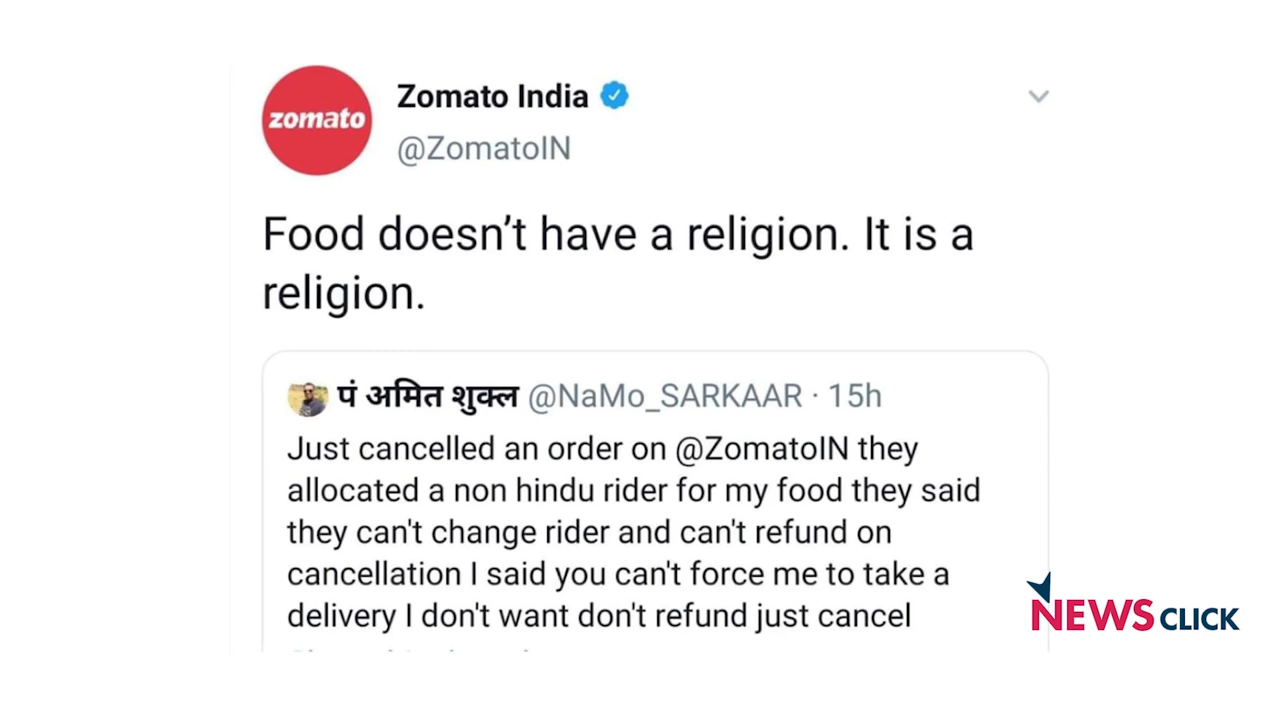 zomato
Zomato India
@ZomatoIN
Food doesn’t have a religion. It is a
religion.
पं अमित शुक्ल @NaMo_SARKAAR · 15h
Just cancelled an order on @ZomatoIN they
allocated a non hindu rider for my food they said
they can't change rider and can't refund on
cancellation I said you can't force me to take a
delivery I don't want don't refund just cancel
NEWS CLICK